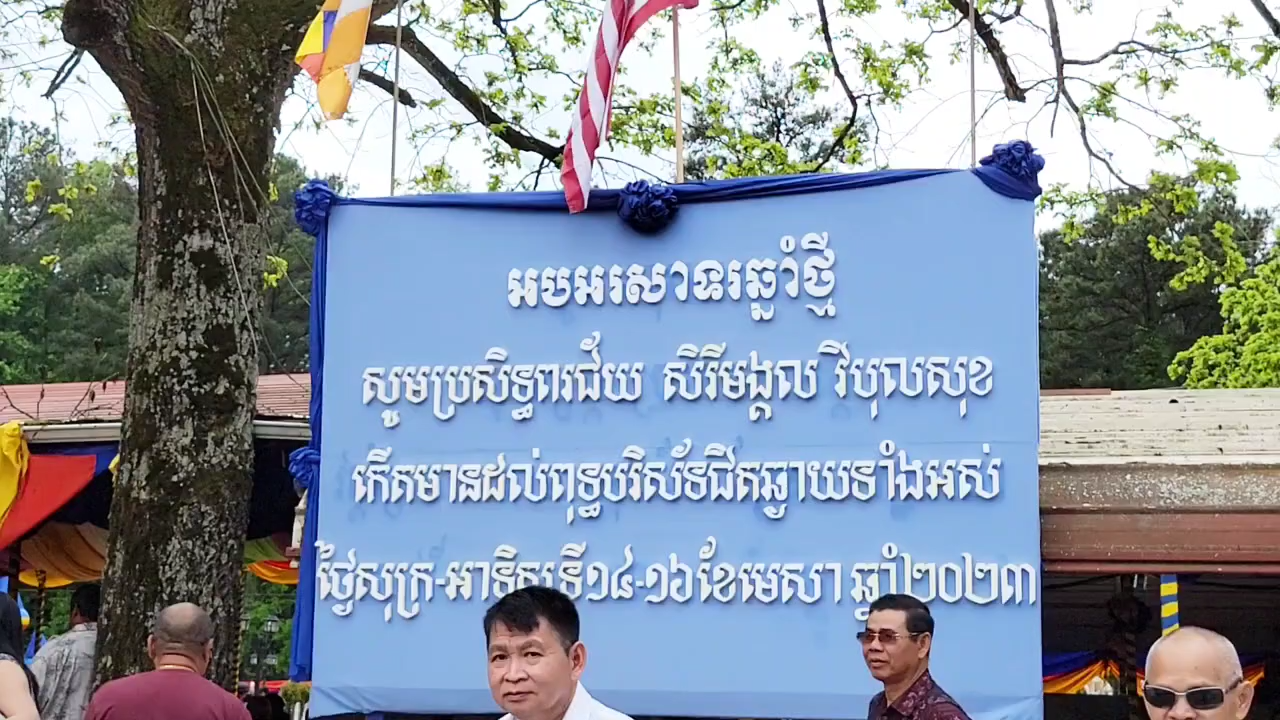 អបអរសាទរឆ្នាំថ្មី
សូមប្រសិទ្ធពរជ័យ សិរីមង្គល វិបុលសុខ
កើតមានដល់ពុទ្ធបរិស័ទជិតឆ្ងាយទាំងអស់
ថ្ងៃសុក្រ-អាទិត្យទី១៤-១៦ខែមេសា ឆ្នាំ២០២៣